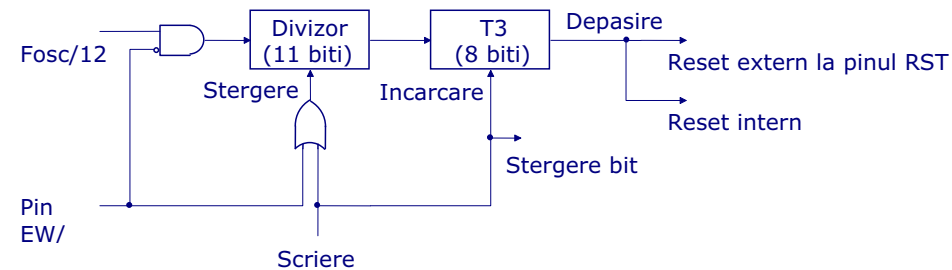 Divizor
(11 biti)
T3
(8 biti)
Depasire
Fosc/12
Reset extern la pinul RST
Stergere
Incarcare
Reset intern
Stergere bit
Pin
EW/
Scriere